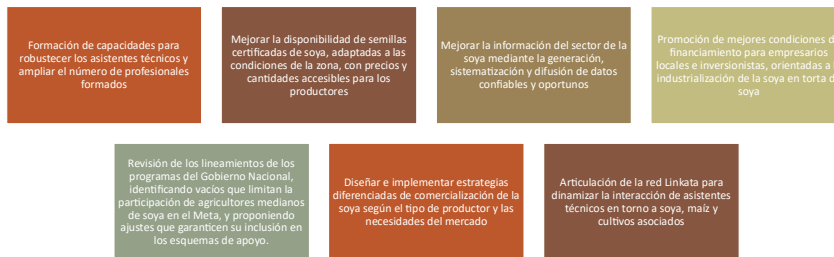 Formación de capacidades para
robustecer los asistentes técnicos y
ampliar el número de profesionales
formados
Mejorar la disponibilidad de semillas
certificadas de soya, adaptadas a las
condiciones de la zona, con precios y
cantidades accesibles para los
productores
Mejorar la información del sector de la
soya mediante la generación,
sistematización y difusión de datos
confiables y oportunos
Promoción de mejores condiciones d
financiamiento para empresarios
locales e inversionistas, orientadas a
industrialización de la soya en torta d
soya
Revisión de los lineamientos de los
programas del Gobierno Nacional,
identificando vacíos que limitan la
participación de agricultores medianos
de soya en el Meta, y proponiendo
ajustes que garanticen su inclusión en
los esquemas de apoyo.
Diseñar e implementar estrategias
diferenciadas de comercialización de la
soya según el tipo de productor y las
necesidades del mercado
Articulación de la red Linkata para
dinamizar la interacción de asistentes
técnicos en torno a soya, maíz y
cultivos asociados